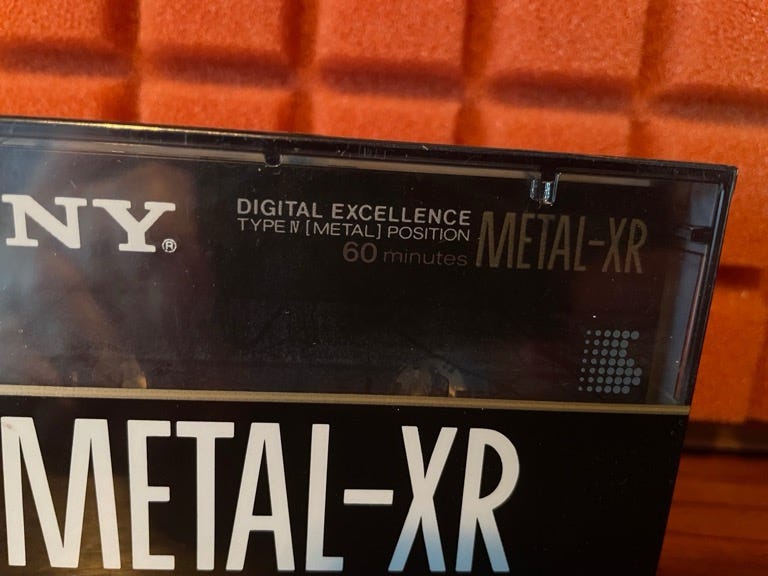 NY®
DIGITAL EXCELLENCE
TYPE IV [METAL] POSITION
60 minutes
METAL-XR
METAL-XR